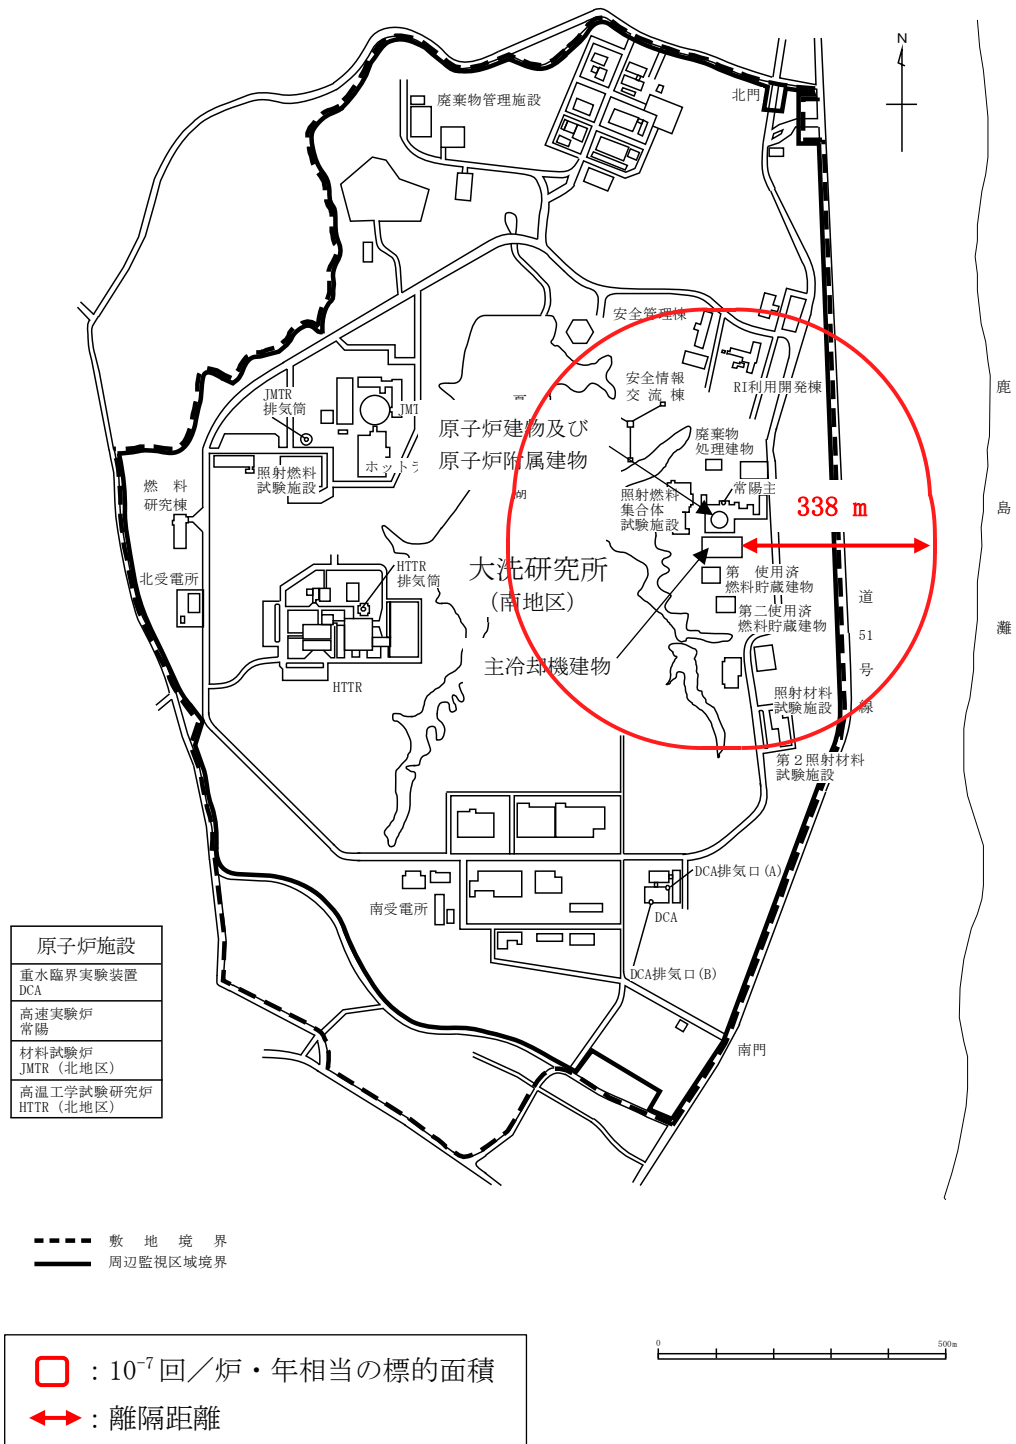 N
北門
廃棄物管理施設
鹿
島
灘
安全管理棟
RI利用開発棟
安全情報
交流棟
JMTR
排気筒
原子炉建物及び
原子炉附属建物
廃棄物
処理建物
照射燃料
試験施設
燃料
研究棟
湖
照射燃料
集合体
試験施設
常陽主
338 m
大洗研究所
(南地区)
HTTR
排気筒
北受電所
第 使用済
燃料貯蔵建物
第二使用済
燃料貯蔵建物
道
51
号
線
主冷却機建物
HTTR
照射材料
試験施設
第2照射材料
試験施設
南受電所
DCA排気口(A)
DCA
DCA排気口(B)
南門
原子炉施設
重水臨界実験装置
DCA
高速実験炉
常陽
材料試験炉
JMTR (北地区)
高温工学試験研究炉
HTTR (北地区)
敷地境界
周辺監視区域境界
0 500m
：10⁻⁷回／炉・年相当の標的面積
：離隔距離